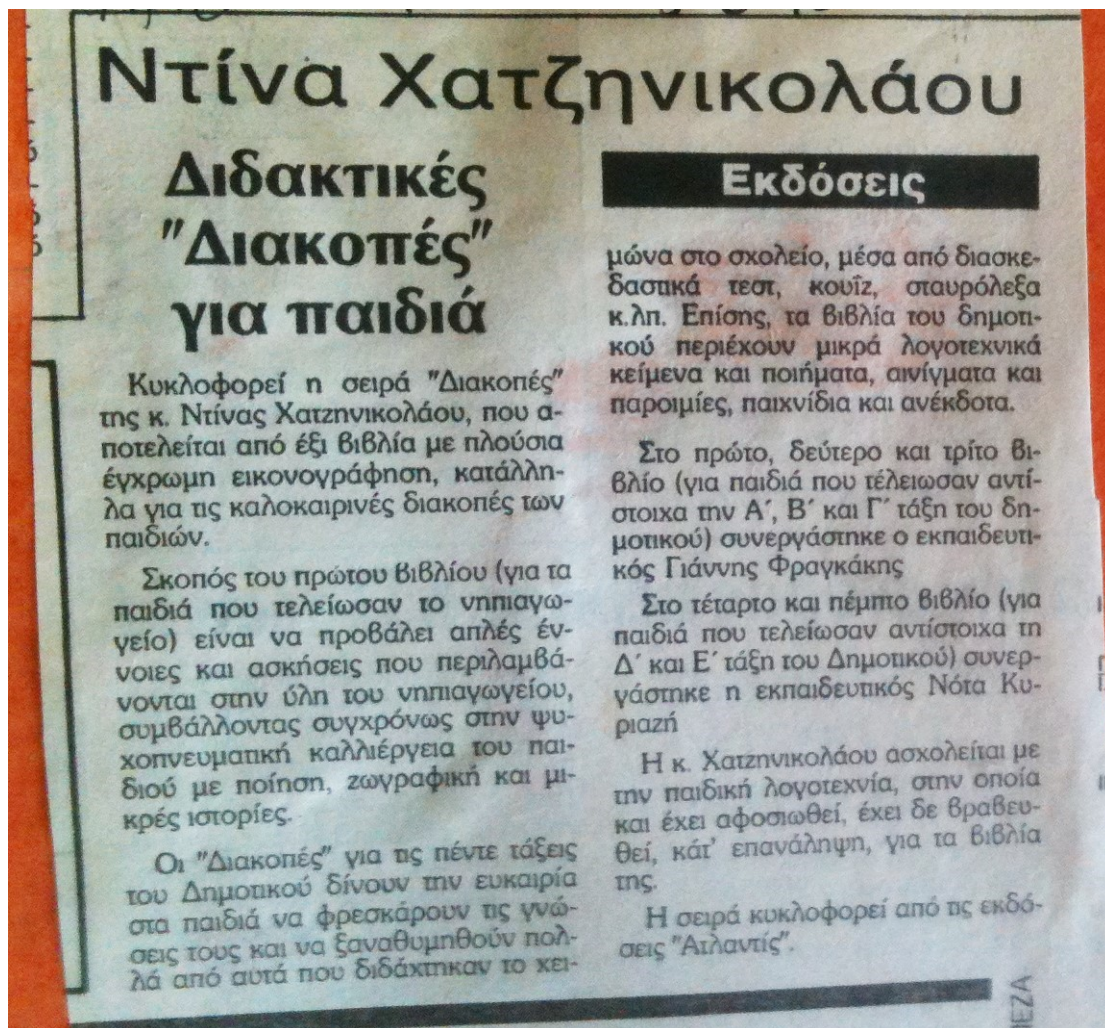 Ντίνα Χατζηνικολάου
Διδακτικές
"Διακοπές"
για παιδιά
Κυκλοφορεί η σειρά "Διακοπές"
της κ. Ντίνας Χατζηνικολάου, που α-
ποτελείται από έξι βιβλία με πλούσια
έγχρωμη εικονογράφηση, κατάλλη-
λα για τις καλοκαιρινές διακοπές των
παιδιών.
Σκοπός του πρώτου βιβλίου (για τα
παιδιά που τελείωσαν το νηπιαγω-
γείο) είναι να προβάλει απλές έν-
νοιες και ασκήσεις που περιλαμβά-
νονται στην ύλη του νηπιαγωγείου,
συμβάλλοντας συγχρόνως στην ψυ-
χοπνευματική καλλιέργεια του παι-
διού με ποίηση, ζωγραφική και μι-
κρές ιστορίες.
Οι "Διακοπές" για τις πέντε τάξεις
του Δημοτικού δίνουν την ευκαιρία
στα παιδιά να φρεσκάρουν τις γνώ-
σεις τους και να ξαναθυμηθούν πολ-
λά από αυτά που διδάχτηκαν το χει-
Εκδόσεις
μώνα στο σχολείο, μέσα από διασκε-
δαστικά τεστ, κουΐζ, σταυρόλεξα
κ.λπ. Επίσης, τα βιβλία του δημοτι-
κού περιέχουν μικρά λογοτεχνικά
κείμενα και ποιήματα, αινίγματα και
παροιμίες, παιχνίδια και ανέκδοτα.
Στο πρώτο, δεύτερο και τρίτο βι-
βλίο (για παιδιά που τέλειωσαν αντί-
στοιχα την Α΄, Β΄ και Γ΄ τάξη του δη-
μοτικού) συνεργάστηκε ο εκπαιδευτι-
κός Γιάννης Φραγκάκης
Στο τέταρτο και πέμπτο βιβλίο (για
παιδιά που τελείωσαν αντίστοιχα τη
Δ΄ και Ε΄ τάξη του Δημοτικού) συνερ-
γάστηκε η εκπαιδευτικός Νότα Κυ-
ριαζή
Η κ. Χατζηνικολάου ασχολείται με
την παιδική λογοτεχνία, στην οποία
και έχει αφοσιωθεί, έχει δε βραβευ-
θεί, κάτ' επανάληψη, για τα βιβλία
της.
Η σειρά κυκλοφορεί από τις εκδό-
σεις "Ατλαντίς".
ΕΖΑ